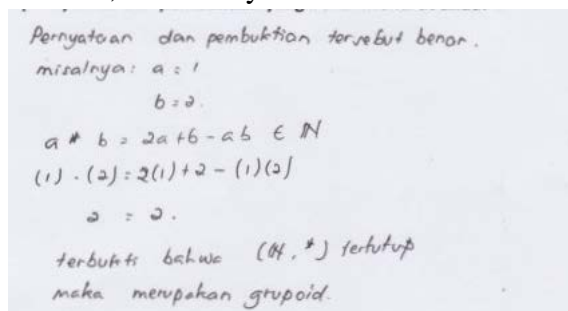 Pernyataan dan pembuktian tersebut benar.
misalnya: a = 1
b = 2.
a * b = 2a + b - ab ∈ N
(1) . (2) = 2(1) + 2 - (1)(2)
2 = 2.
terbukti bahwa (N, *) tertutup
maka merupakan grupoid.